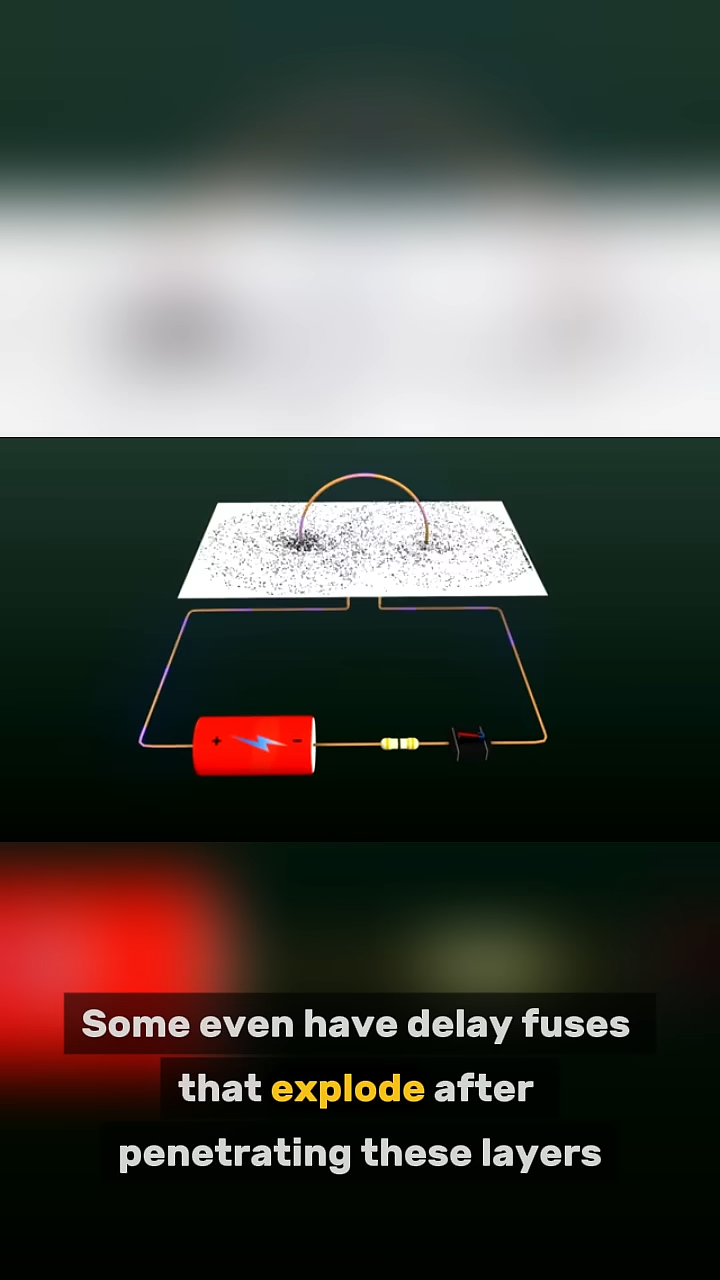 + -
Some even have delay fuses
that explode after
penetrating these layers